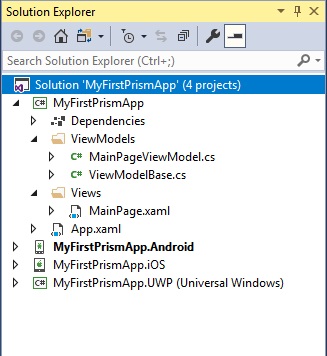 Solution Explorer
Search Solution Explorer (Ctrl+;)
Solution 'MyFirstPrismApp' (4 projects)
C# MyFirstPrismApp
Dependencies
ViewModels
C# MainPageViewModel.cs
C# ViewModelBase.cs
Views
MainPage.xaml
App.xaml
MyFirstPrismApp.Android
MyFirstPrismApp.iOS
C# MyFirstPrismApp.UWP (Universal Windows)